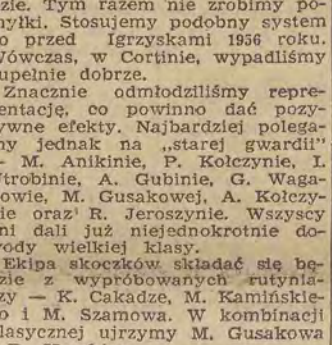 zie. Tym razem nie zrobimy po-
myłki. Stosujemy podobny system
o przed Igrzyskami 1956 roku.
Wówczas, w Cortinie, wypadliśmy
upełnie dobrze.
Znacznie odmłodziliśmy repre-
entację, co powinno dać pozy-
ywne efekty. Najbardziej polega-
ny jednak na „starej gwardii"
— M. Anikinie, P. Kołczynie, I.
Utrobinie, A. Gubinie, G. Waga-
owie, M. Gusakowej, A. Kołczy-
ie oraz R. Jeroszynie. Wszyscy
ni dali już niejednokrotnie do-
ody wielkiej klasy.
Ekipa skoczków składać się bę-
zie z wypróbowanych rutynia-
zy — K. Cakadze, M. Kamińskie-
o i M. Szamowa. W kombinacji
lasycznej ujrzymy M. Gusakowa